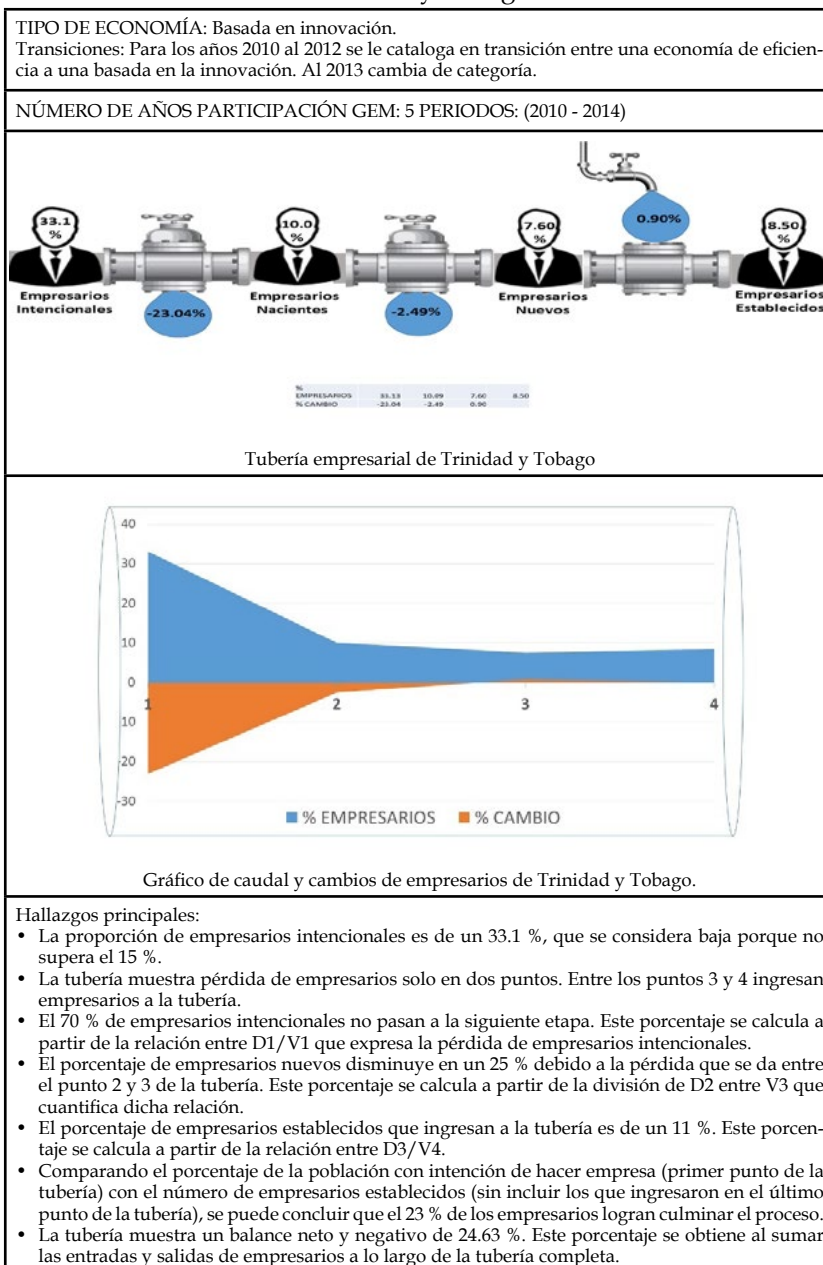 TIPO DE ECONOMÍA: Basada en innovación.
Transiciones: Para los años 2010 al 2012 se le cataloga en transición entre una economía de eficien-
cia a una basada en la innovación. Al 2013 cambia de categoría.
NÚMERO DE AÑOS PARTICIPACIÓN GEM: 5 PERIODOS: (2010 - 2014)
33.1 %
10.0 %
7.60 %
0.90%
8.50 %
Empresarios Intencionales
-23.04%
Empresarios Nacientes
-2.49%
Empresarios Nuevos
Empresarios Establecidos
%
EMPRESARIOS 33.13 10.09 7.60 8.50
% CAMBIO -23.04 -2.49 0.90
Tubería empresarial de Trinidad y Tobago
40
30
20
10
0
1 2 3 4
10
-20
-30
% EMPRESARIOS % CAMBIO
Gráfico de caudal y cambios de empresarios de Trinidad y Tobago.
Hallazgos principales:
• La proporción de empresarios intencionales es de un 33.1 %, que se considera baja porque no
supera el 15 %.
• La tubería muestra pérdida de empresarios solo en dos puntos. Entre los puntos 3 y 4 ingresan
empresarios a la tubería.
• El 70 % de empresarios intencionales no pasan a la siguiente etapa. Este porcentaje se calcula a
partir de la relación entre D1/V1 que expresa la pérdida de empresarios intencionales.
• El porcentaje de empresarios nuevos disminuye en un 25 % debido a la pérdida que se da entre
el punto 2 y 3 de la tubería. Este porcentaje se calcula a partir de la división de D2 entre V3 que
cuantifica dicha relación.
• El porcentaje de empresarios establecidos que ingresan a la tubería es de un 11 %. Este porcen-
taje se calcula a partir de la relación entre D3/V4.
• Comparando el porcentaje de la población con intención de hacer empresa (primer punto de la
tubería) con el número de empresarios establecidos (sin incluir los que ingresaron en el último
punto de la tubería), se puede concluir que el 23 % de los empresarios logran culminar el proceso.
• La tubería muestra un balance neto y negativo de 24.63 %. Este porcentaje se obtiene al sumar
las entradas y salidas de empresarios a lo largo de la tubería completa.